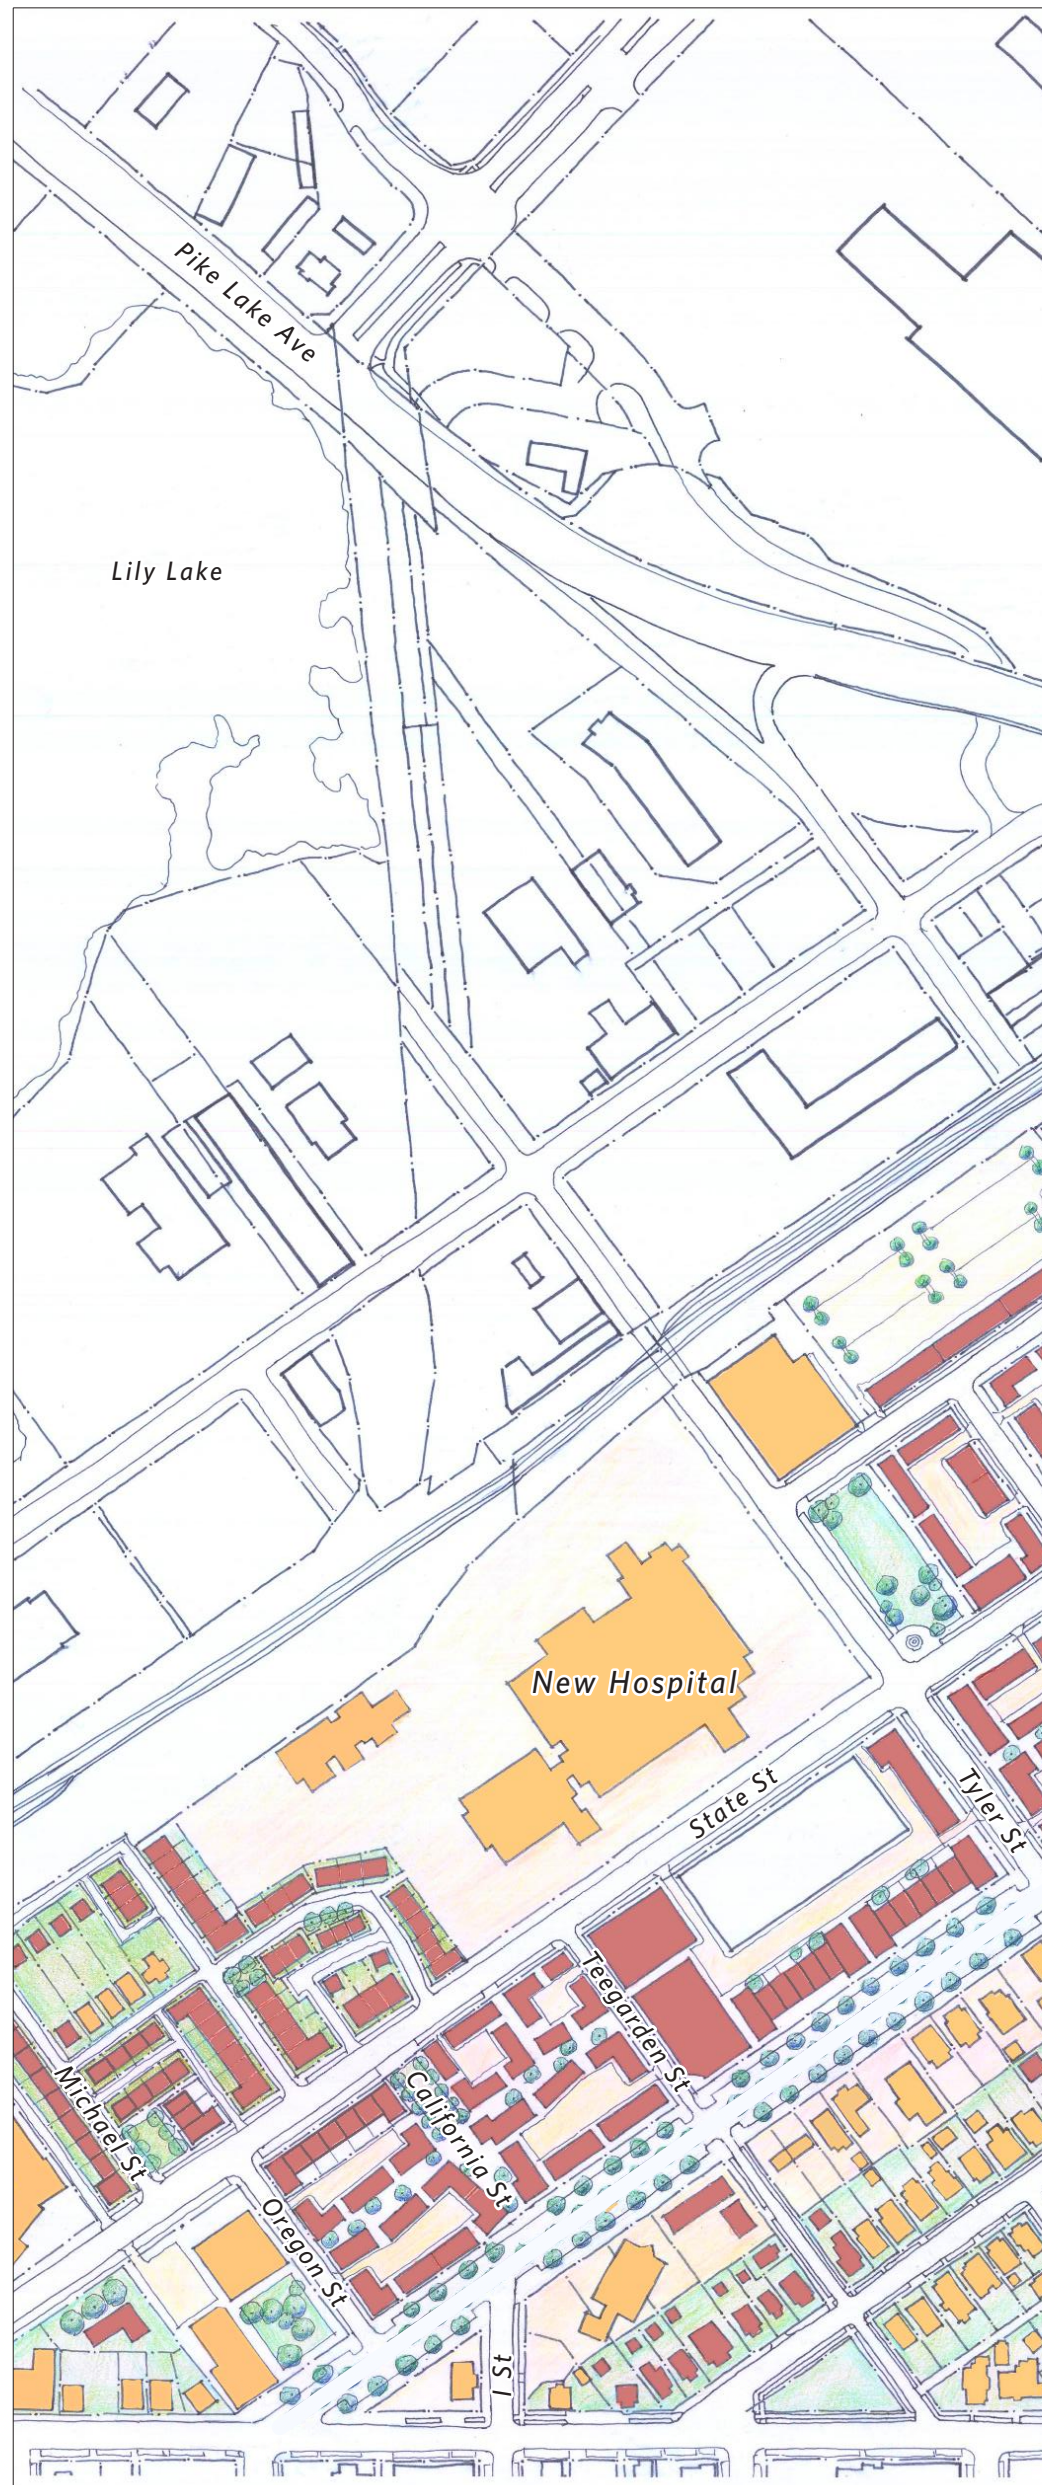 Pike Lake Ave
Lily Lake
New Hospital
State St
Tyler St
Teegarden St
California St
Michael St
Oregon St
I St